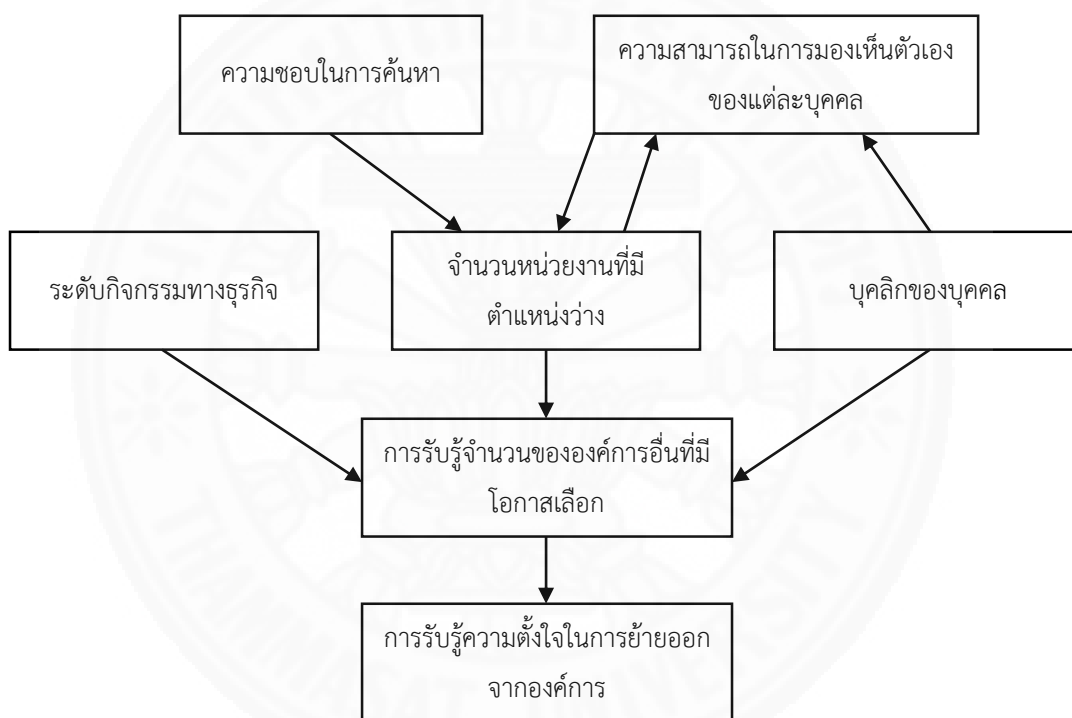 ความชอบในการค้นหา
ความสามารถในการมองเห็นตัวเอง
ของแต่ละบุคคล
ระดับกิจกรรมทางธุรกิจ
จำนวนหน่วยงานที่มี
ตำแหน่งว่าง
บุคลิกของบุคคล
การรับรู้จำนวนขององค์การอื่นที่มี
โอกาสเลือก
การรับรู้ความตั้งใจในการย้ายออก
จากองค์การ
THAMMASAT UNIVERSITY